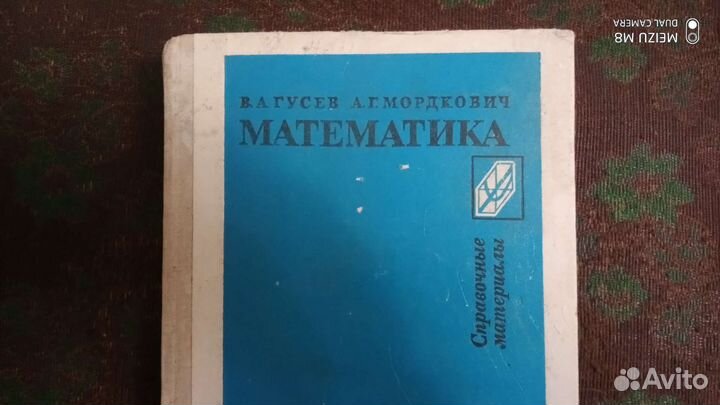 MEIZU M8
DUAL CAMERA
В.А.ГУСЕВ А.Г.МОРДКОВИЧ
МАТЕМАТИКА
Справочные
материалы
Avito